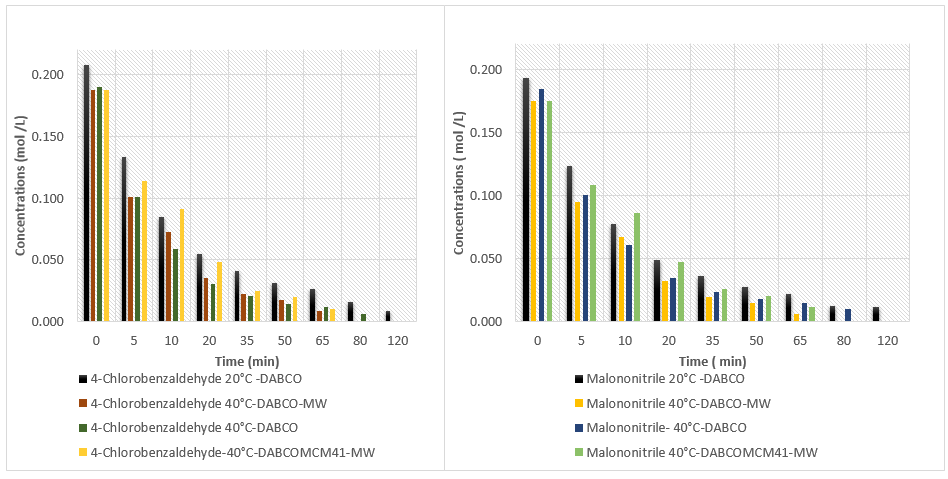 0.200
0.150
0.100
0.050
0.000
Concentrations (mol /L)
0 5 10 20 35 50 65 80 120
Time (min)
4-Chlorobenzaldehyde 20°C -DABCO
4-Chlorobenzaldehyde 40°C-DABCO-MW
4-Chlorobenzaldehyde 40°C-DABCO
4-Chlorobenzaldehyde-40°C-DABCOMCM41-MW
0.200
0.150
0.100
0.050
0.000
Concentrations ( mol /L)
0 5 10 20 35 50 65 80 120
Time ( min)
Malononitrile 20°C -DABCO
Malononitrile 40°C-DABCO-MW
Malononitrile- 40°C-DABCO
Malononitrile 40°C-DABCOMCM41-MW